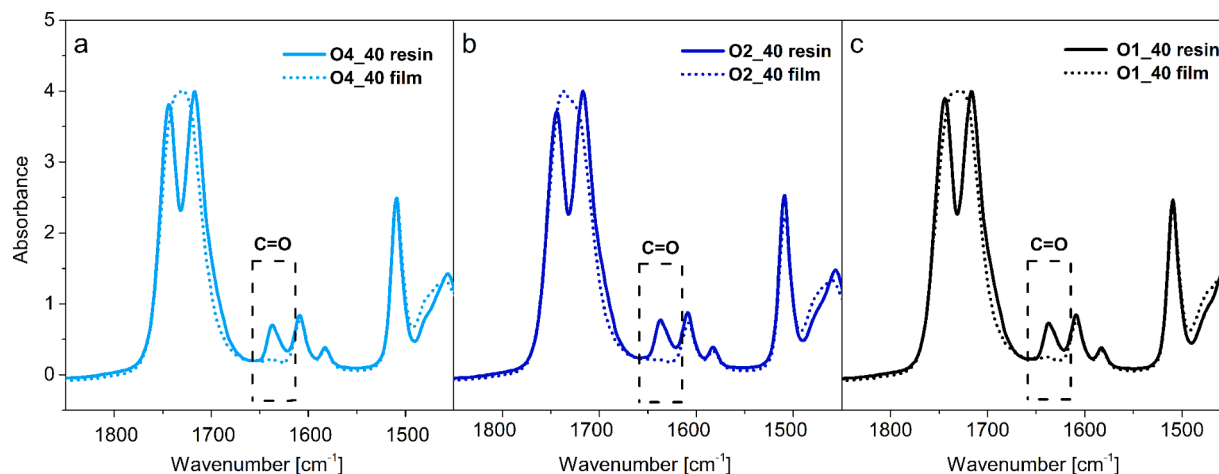 5
4
3
2
1
0
Absorbance
a
O4_40 resin
O4_40 film
C=O
1800 1700 1600 1500
Wavenumber [cm⁻¹]
b
O2_40 resin
O2_40 film
C=O
1800 1700 1600 1500
Wavenumber [cm⁻¹]
c
O1_40 resin
O1_40 film
C=O
1800 1700 1600 1500
Wavenumber [cm⁻¹]